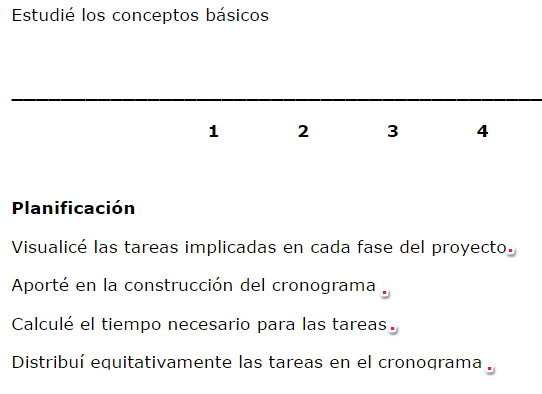 Estudié los conceptos básicos
1 2 3 4
Planificación
Visualicé las tareas implicadas en cada fase del proyecto.
Aporté en la construcción del cronograma .
Calculé el tiempo necesario para las tareas.
Distribuí equitativamente las tareas en el cronograma .